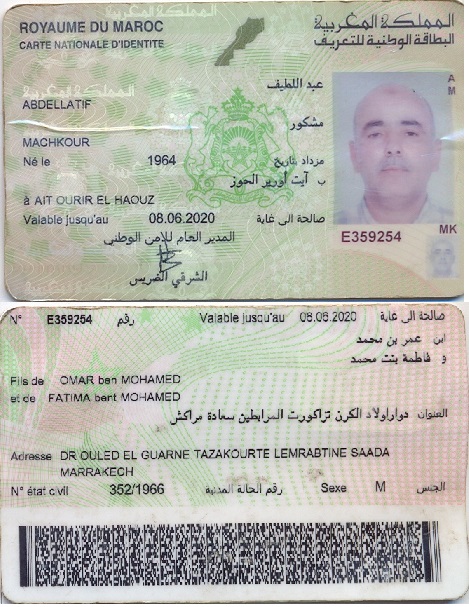 ROYAUME DU MAROC
المملكة المغربية
CARTE NATIONALE D'IDENTITE
البطاقة الوطنية للتعريف
عبد اللطيف
ABDELLATIF
مشكور
MACHKOUR
Né le 1964 مزداد بتاريخ
ب آيت أورير الحوز
à AIT OURIR EL HAOUZ
Valable jusqu'au 08.06.2020 صالحة الى غاية
المدير العام للأمن الوطني
الشرقي الضريس
E359254
MK
N° E359254 رقم Valable jusqu'au 08.06.2020 صالحة الى غاية
ابن عمر بن محمد
و فاطمة بنت محمد
Fils de OMAR ben MOHAMED
et de FATIMA bent MOHAMED
العنوان دوار اولاد الكرن تزاكورت المرابطين سعادة مراكش
Adresse DR OULED EL GUARNE TAZAKOURTE LEMRABTINE SAADA
MARRAKECH
N° état civil 352/1966 رقم الحالة المدنية Sexe M الجنس